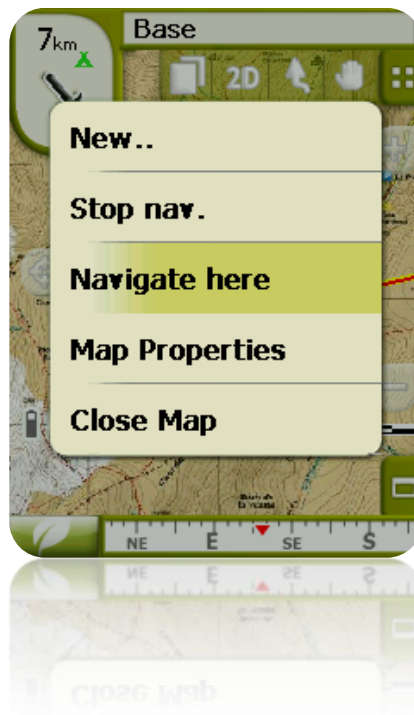 7km
Base
2D
New..
Stop nav.
Navigate here
Map Properties
Close Map
NE E SE S